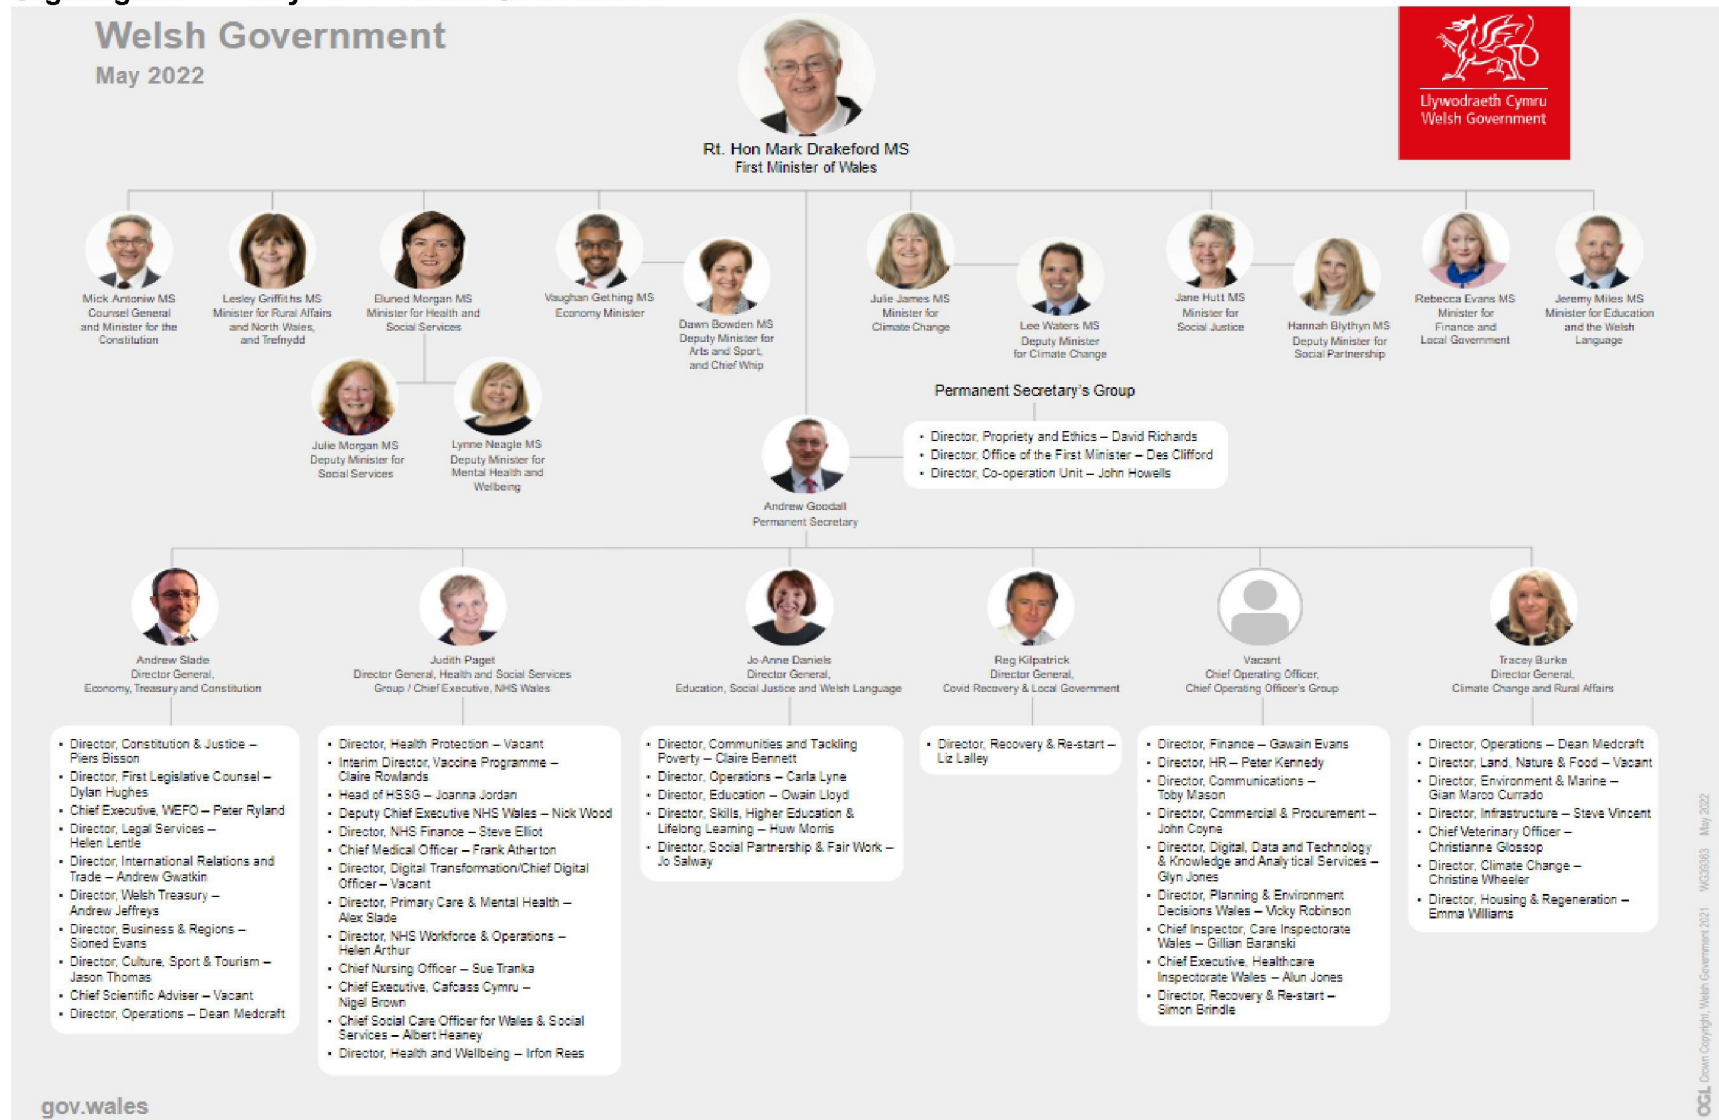 Welsh Government
May 2022
Llywodraeth Cymru
Welsh Government
Rt. Hon Mark Drakeford MS
First Minister of Wales
Mick Antoniw MS
Counsel General
and Minister for the
Constitution
Lesley Griffiths MS
Minister for Rural Affairs
and North Wales,
and Trefnydd
Eluned Morgan MS
Minister for Health and
Social Services
Vaughan Gething MS
Economy Minister
Dawn Bowden MS
Deputy Minister for
Arts and Sport,
and Chief Whip
Julie James MS
Minister for
Climate Change
Lee Waters MS
Deputy Minister
for Climate Change
Jane Hutt MS
Minister for
Social Justice
Hannah Blythyn MS
Deputy Minister for
Social Partnership
Rebecca Evans MS
Minister for
Finance and
Local Government
Jeremy Miles MS
Minister for Education
and the Welsh
Language
Julie Morgan MS
Deputy Minister for
Social Services
Lynne Neagle MS
Deputy Minister for
Mental Health and
Wellbeing
Permanent Secretary's Group
• Director, Propriety and Ethics – David Richards
• Director, Office of the First Minister – Des Clifford
• Director, Co-operation Unit – John Howells
Andrew Goodall
Permanent Secretary
Andrew Slade
Director General,
Economy, Treasury and Constitution
• Director, Constitution & Justice –
Piers Bisson
• Director, First Legislative Counsel –
Dylan Hughes
• Chief Executive, WEFO – Peter Ryland
• Director, Legal Services –
Helen Lentle
• Director, International Relations and
Trade – Andrew Gwatkin
• Director, Welsh Treasury –
Andrew Jeffreys
• Director, Business & Regions –
Sioned Evans
• Director, Culture, Sport & Tourism –
Jason Thomas
• Chief Scientific Adviser – Vacant
• Director, Operations – Dean Medcraft
Judith Paget
Director General, Health and Social Services
Group / Chief Executive, NHS Wales
• Director, Health Protection – Vacant
• Interim Director, Vaccine Programme –
Claire Rowlands
• Head of HSSG – Joanna Jordan
• Deputy Chief Executive NHS Wales – Nick Wood
• Director, NHS Finance – Steve Elliot
• Chief Medical Officer – Frank Atherton
• Director, Digital Transformation/Chief Digital
Officer – Vacant
• Director, Primary Care & Mental Health –
Alex Slade
• Director, NHS Workforce & Operations –
Helen Arthur
• Chief Nursing Officer – Sue Tranka
• Chief Executive, Cafcass Cymru –
Nigel Brown
• Chief Social Care Officer for Wales & Social
Services – Albert Heaney
• Director, Health and Wellbeing – Irfon Rees
Jo-Anne Daniels
Director General,
Education, Social Justice and Welsh Language
• Director, Communities and Tackling
Poverty – Claire Bennett
• Director, Operations – Carla Lyne
• Director, Education – Owain Lloyd
• Director, Skills, Higher Education &
Lifelong Learning – Huw Morris
• Director, Social Partnership & Fair Work –
Jo Salway
Reg Kilpatrick
Director General,
Covid Recovery & Local Government
• Director, Recovery & Re-start –
Liz Lalley
Vacant
Chief Operating Officer,
Chief Operating Officer's Group
• Director, Finance – Gawain Evans
• Director, HR – Peter Kennedy
• Director, Communications –
Toby Mason
• Director, Commercial & Procurement –
John Coyne
• Director, Digital, Data and Technology
& Knowledge and Analytical Services –
Glyn Jones
• Director, Planning & Environment
Decisions Wales – Vicky Robinson
• Chief Inspector, Care Inspectorate
Wales – Gillian Baranski
• Chief Executive, Healthcare
Inspectorate Wales – Alun Jones
• Director, Recovery & Re-start –
Simon Brindle
Tracey Burke
Director General,
Climate Change and Rural Affairs
• Director, Operations – Dean Medcraft
• Director, Land, Nature & Food – Vacant
• Director, Environment & Marine –
Gian Marco Currado
• Director, Infrastructure – Steve Vincent
• Chief Veterinary Officer –
Christianne Glossop
• Director, Climate Change –
Christine Wheeler
• Director, Housing & Regeneration –
Emma Williams
gov.wales
OGL Crown Copyright, Welsh Government 2021 WG39363 May 2022